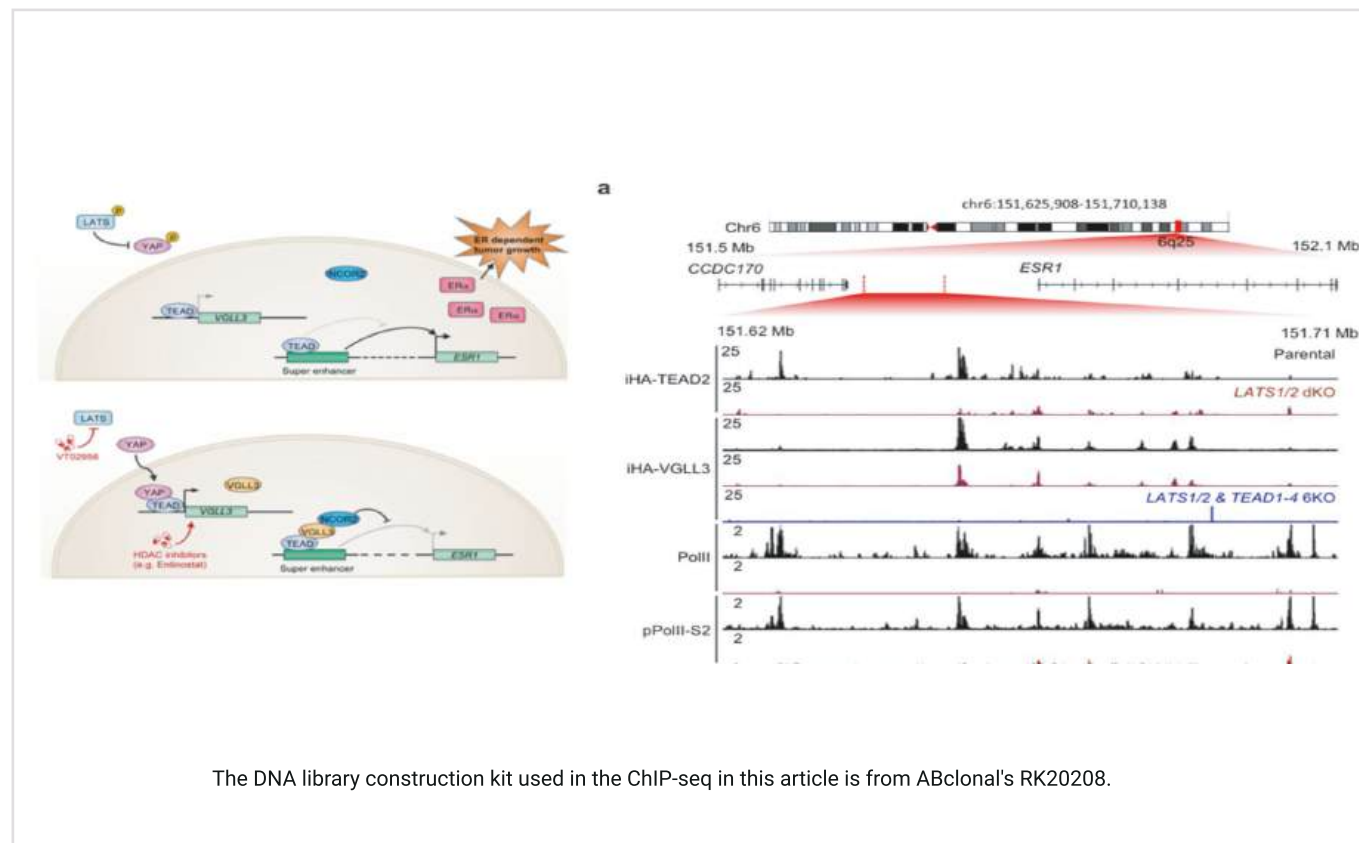 LATS
P
YAP
P
NCOR2
ER dependent
tumor growth
ERα
ERα
ERα
TEAD
VGLL3
TEAD
ESR1
Super enhancer
LATS
VT02956
YAP
YAP
TEAD
VGLL3
VGLL3
NCOR2
VGLL3
TEAD
ESR1
HDAC inhibitors
(e.g. Entinostat)
Super enhancer
a
chr6:151,625,908-151,710,138
Chr6
6q25
151.5 Mb
152.1 Mb
CCDC170
ESR1
151.62 Mb
151.71 Mb
25
Parental
iHA-TEAD2
25
LATS1/2 dKO
25
iHA-VGLL3
25
25
LATS1/2 & TEAD1-4 6KO
2
PolII
2
2
pPolII-S2
2
The DNA library construction kit used in the ChIP-seq in this article is from ABclonal's RK20208.